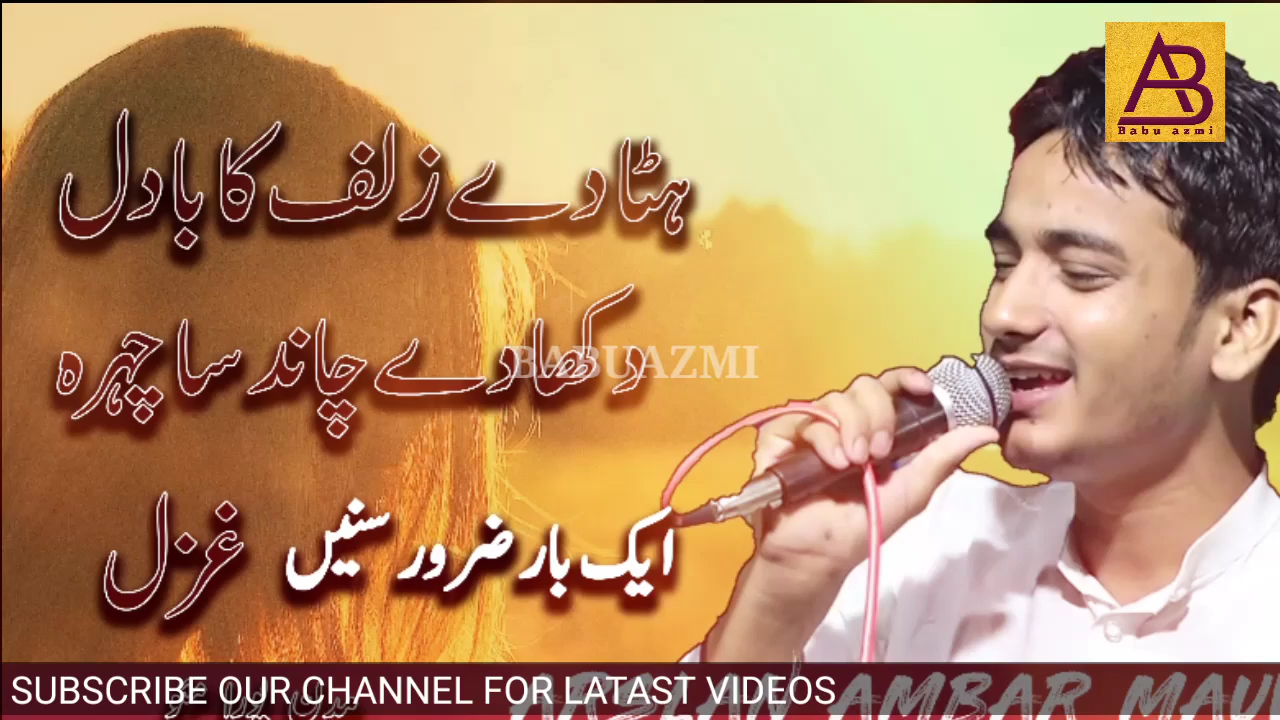 AB
Babu azmi
ہٹا دے زلف کا بادل
دکھا دے چاند سا چہرہ
BABUAZMI
ایک بار ضرور سنیں غزل
SUBSCRIBE OUR CHANNEL FOR LATAST VIDEOS
AMBAR